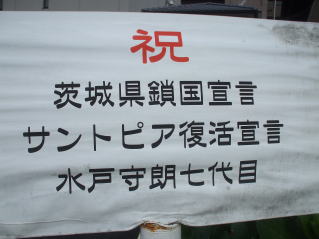 祝
茨城県鎖国宣言
サントピア復活宣言
水戸守朗七代目